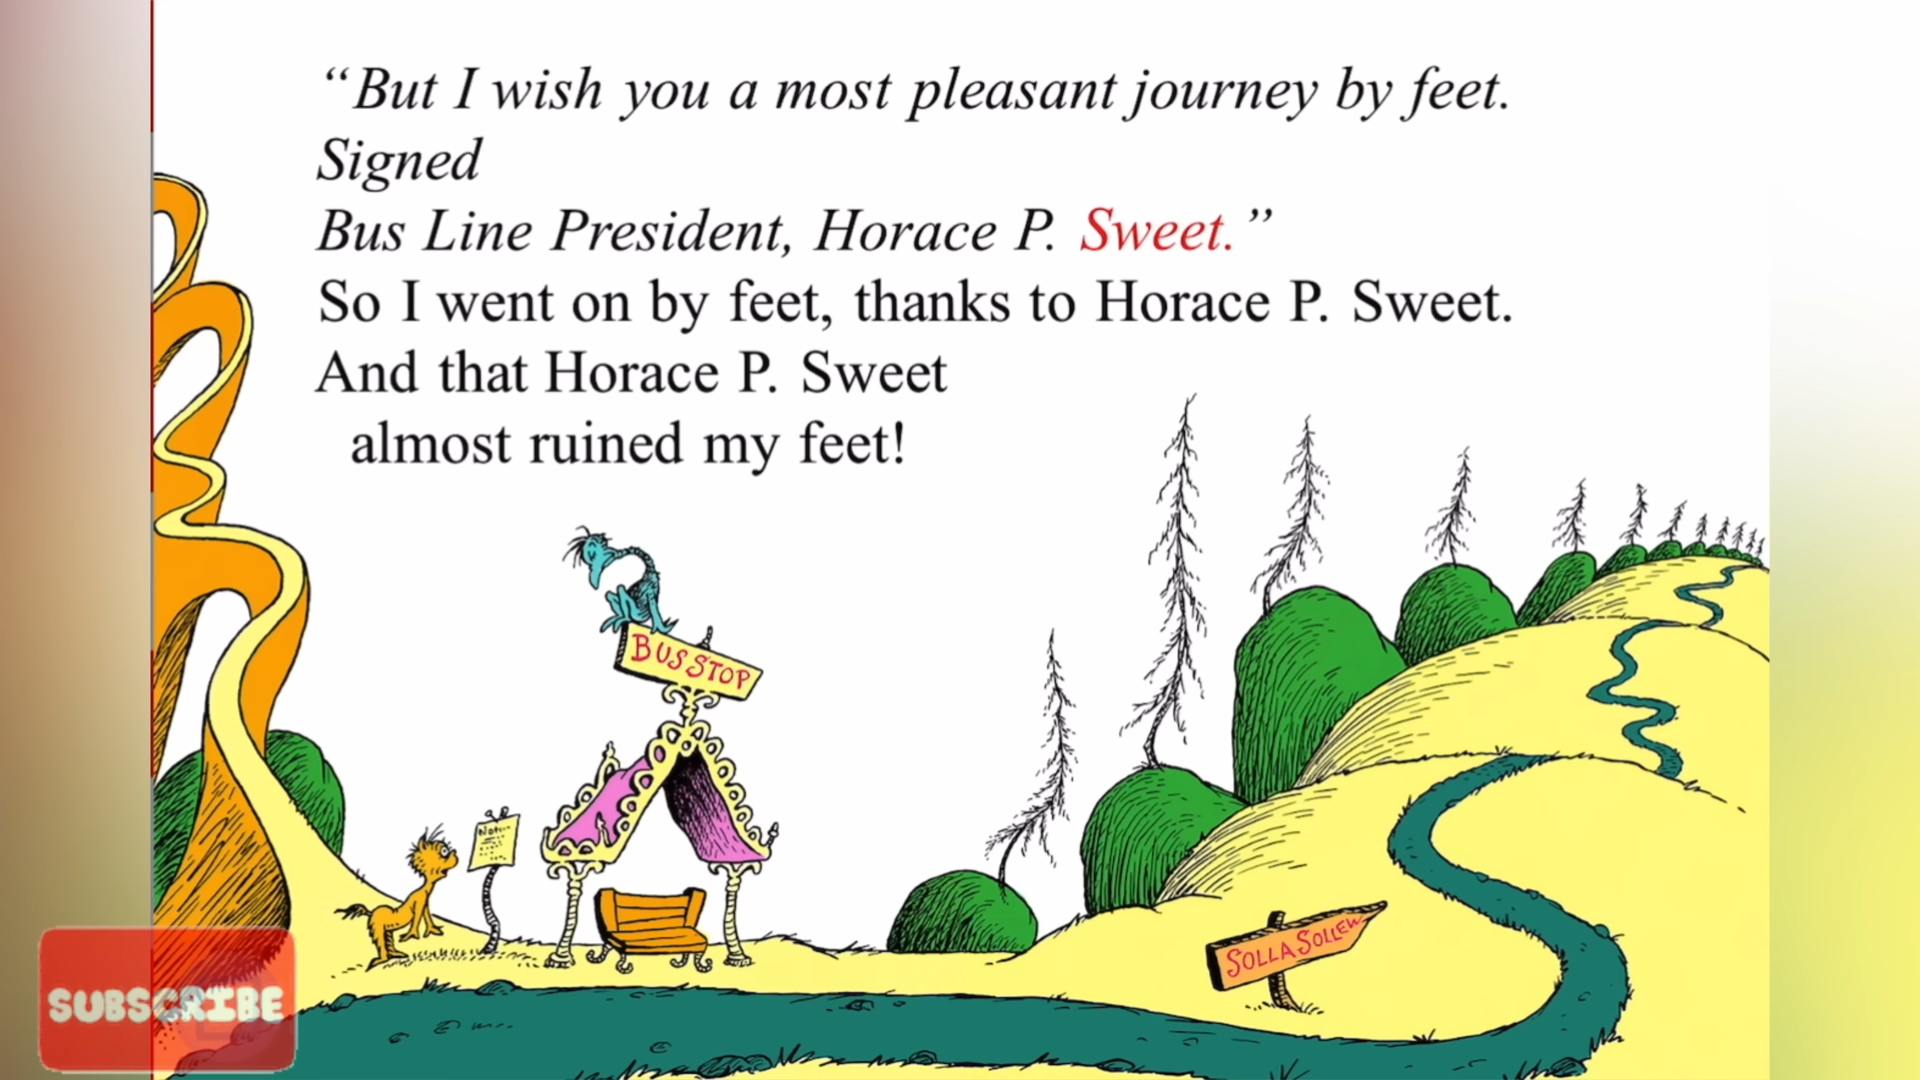 “But I wish you a most pleasant journey by feet.
Signed
Bus Line President, Horace P. Sweet.”
So I went on by feet, thanks to Horace P. Sweet.
And that Horace P. Sweet
almost ruined my feet!
BUS STOP
SOLLA SOLLEW
SUBSCRIBE